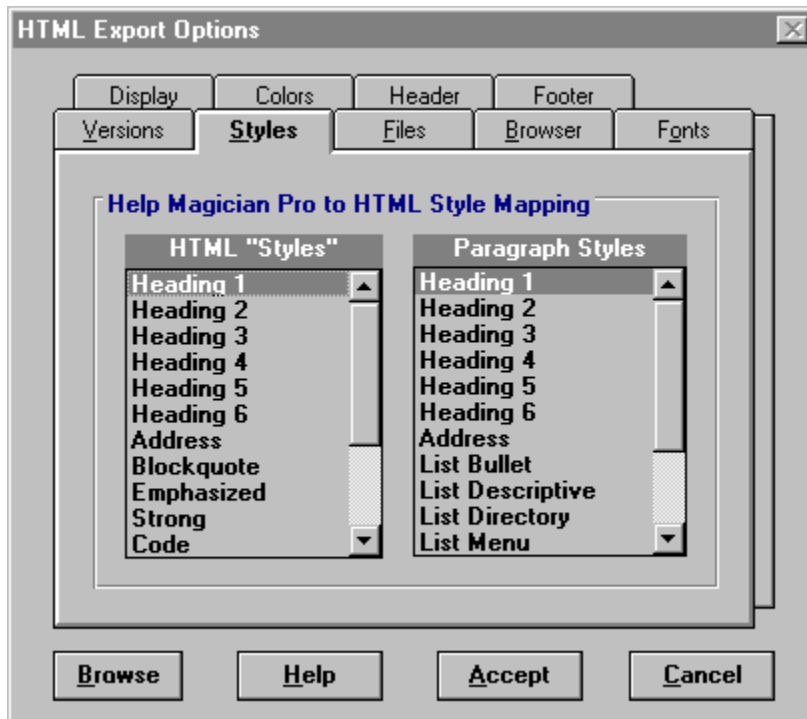 HTML Export Options
Display Colors Header Footer
Versions Styles Files Browser Fonts
Help Magician Pro to HTML Style Mapping
HTML "Styles"
Heading 1
Heading 2
Heading 3
Heading 4
Heading 5
Heading 6
Address
Blockquote
Emphasized
Strong
Code
Paragraph Styles
Heading 1
Heading 2
Heading 3
Heading 4
Heading 5
Heading 6
Address
List Bullet
List Descriptive
List Directory
List Menu
Browse Help Accept Cancel